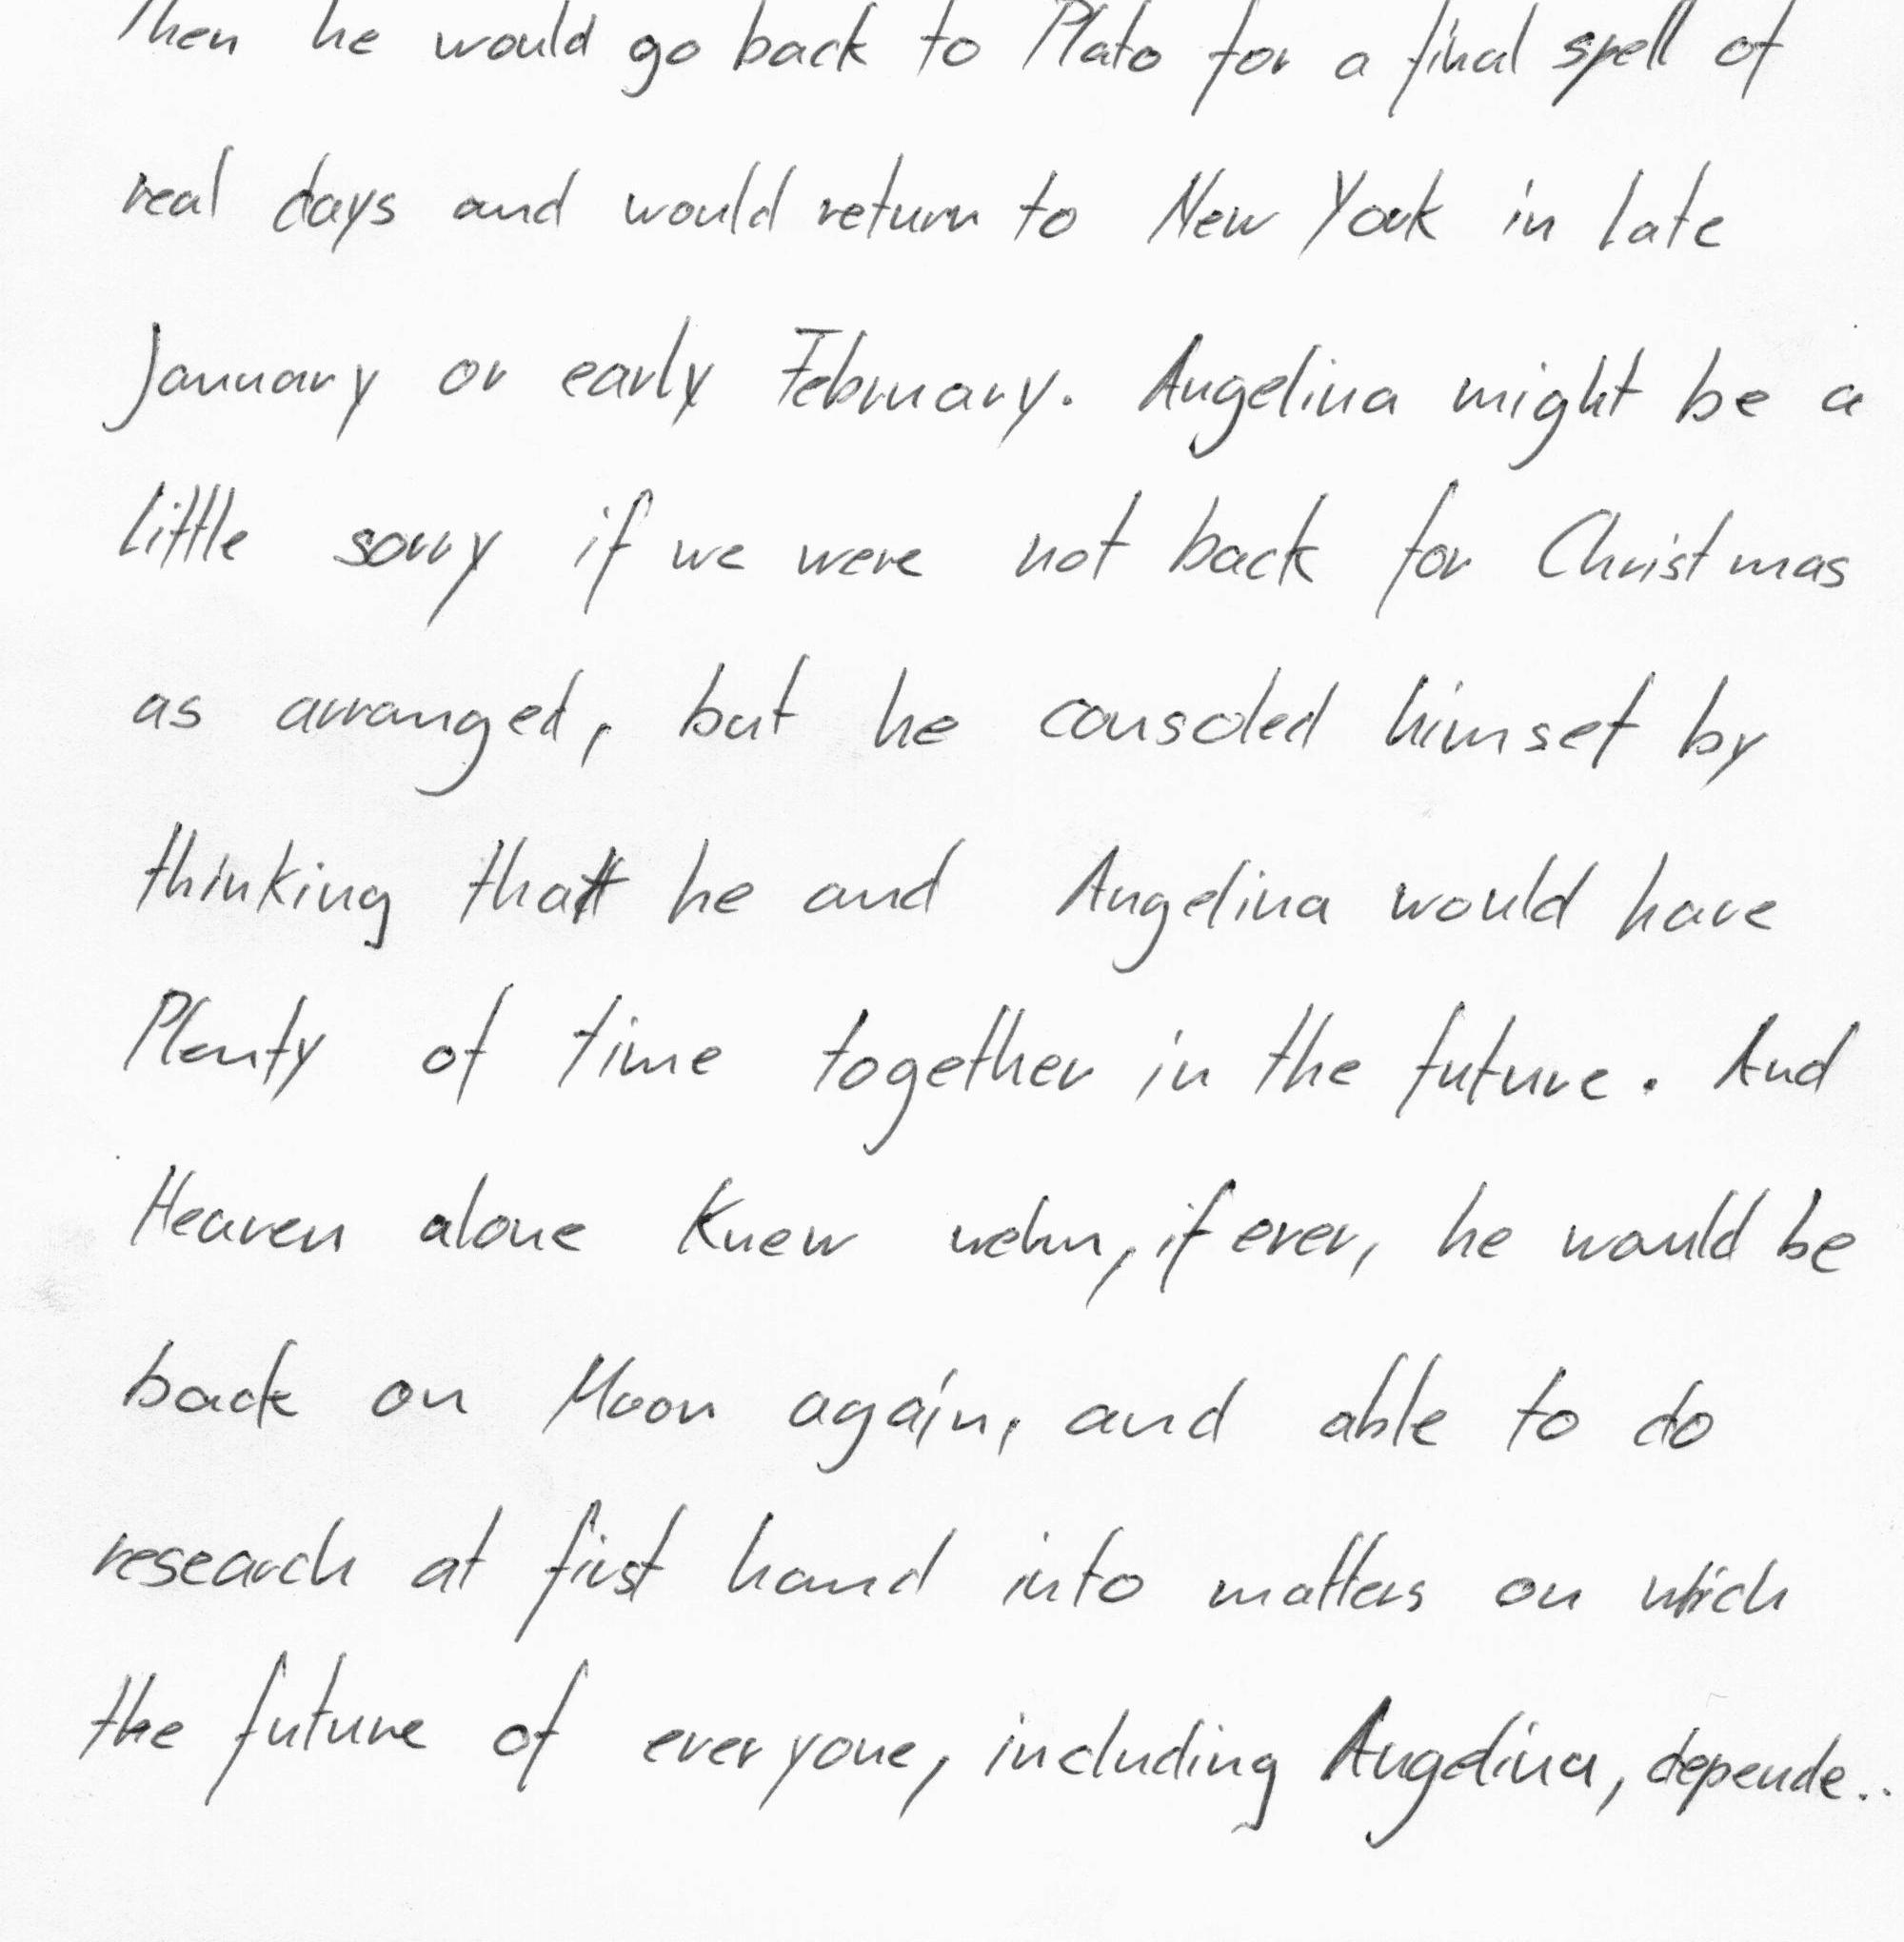 Then he would go back to Plato for a final spell of
real days and would return to New York in late
January or early February. Angelina might be a
little sorry if we were not back for Christmas
as arranged, but he consoled himset by
thinking that he and Angelina would have
Plenty of time together in the future. And
Heaven alone knew wehn, if ever, he would be
back on Moon again, and able to do
research at first hand into matters on which
the future of everyone, including Angelina, depende..